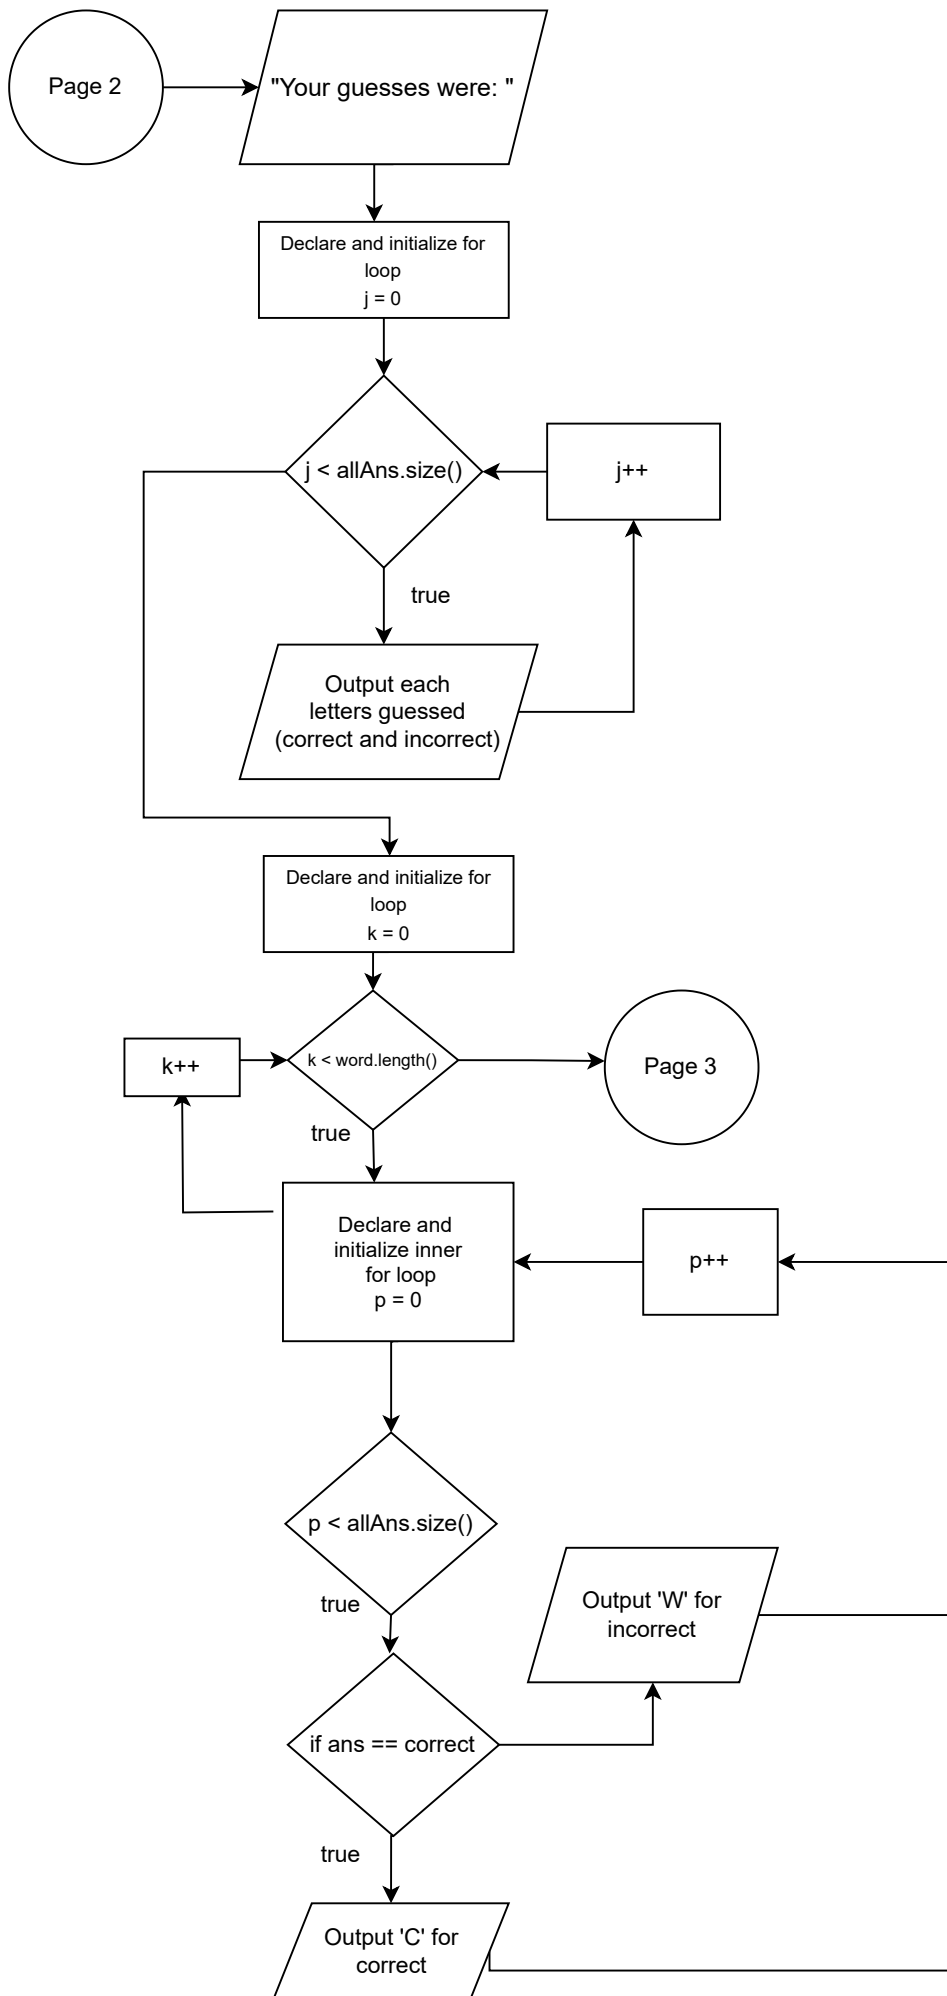 Page 2
"Your guesses were: "
Declare and initialize for
loop
j = 0
j < allAns.size()
j++
true
Output each
letters guessed
(correct and incorrect)
Declare and initialize for
loop
k = 0
k++
k < word.length()
Page 3
true
Declare and
initialize inner
for loop
p = 0
p++
p < allAns.size()
true
Output 'W' for
incorrect
if ans == correct
true
Output 'C' for
correct